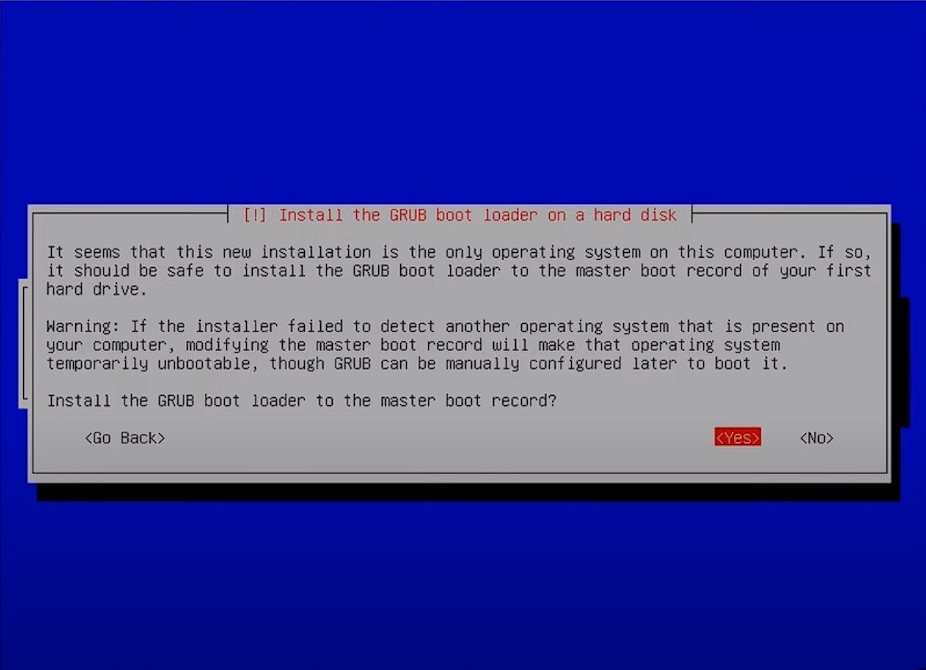 [!] Install the GRUB boot loader on a hard disk
It seems that this new installation is the only operating system on this computer. If so,
it should be safe to install the GRUB boot loader to the master boot record of your first
hard drive.
Warning: If the installer failed to detect another operating system that is present on
your computer, modifying the master boot record will make that operating system
temporarily unbootable, though GRUB can be manually configured later to boot it.
Install the GRUB boot loader to the master boot record?
<Go Back> <Yes> <No>